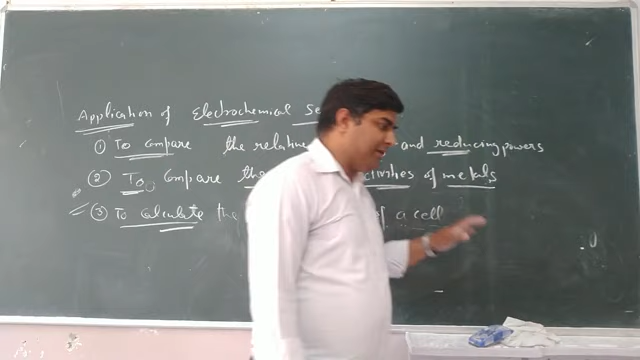 Application of Electrochemical Se
① To compare the relative and reducing powers
② To compare the of metals
③ To calculate the of a cell